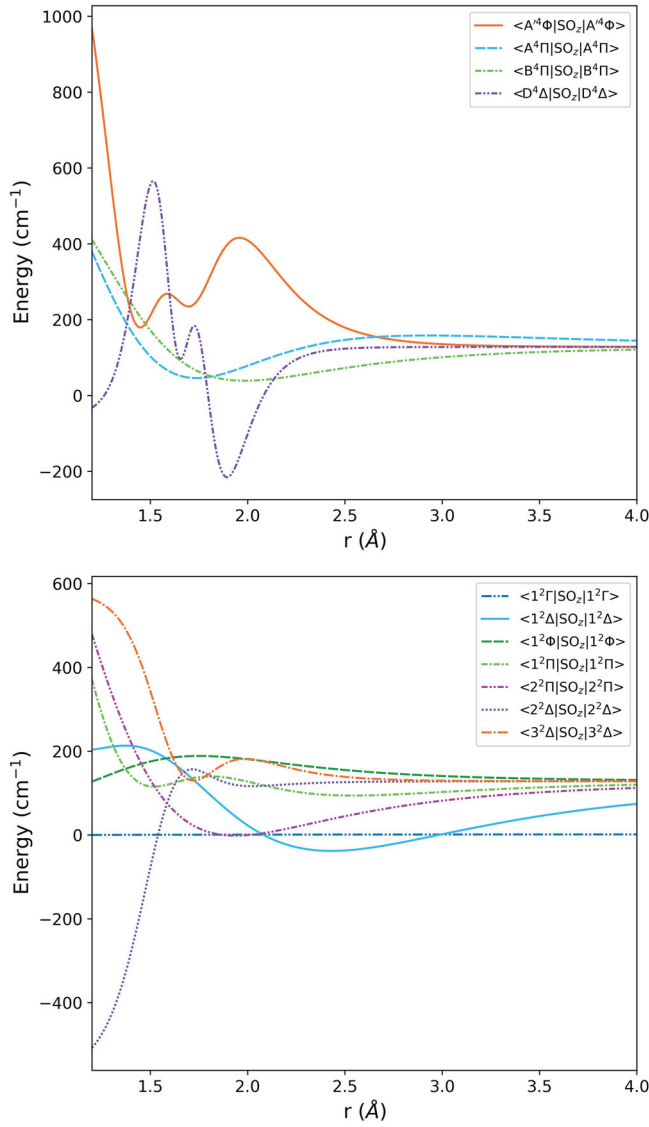 1000
800
600
400
200
0
−200
Energy (cm⁻¹)
<A′⁴Φ|SO_z|A′⁴Φ>
<A⁴Π|SO_z|A⁴Π>
<B⁴Π|SO_z|B⁴Π>
<D⁴Δ|SO_z|D⁴Δ>
1.5 2.0 2.5 3.0 3.5 4.0
r (Å)
600
400
200
0
−200
−400
Energy (cm⁻¹)
<1²Γ|SO_z|1²Γ>
<1²Δ|SO_z|1²Δ>
<1²Φ|SO_z|1²Φ>
<1²Π|SO_z|1²Π>
<2²Π|SO_z|2²Π>
<2²Δ|SO_z|2²Δ>
<3²Δ|SO_z|3²Δ>
1.5 2.0 2.5 3.0 3.5 4.0
r (Å)